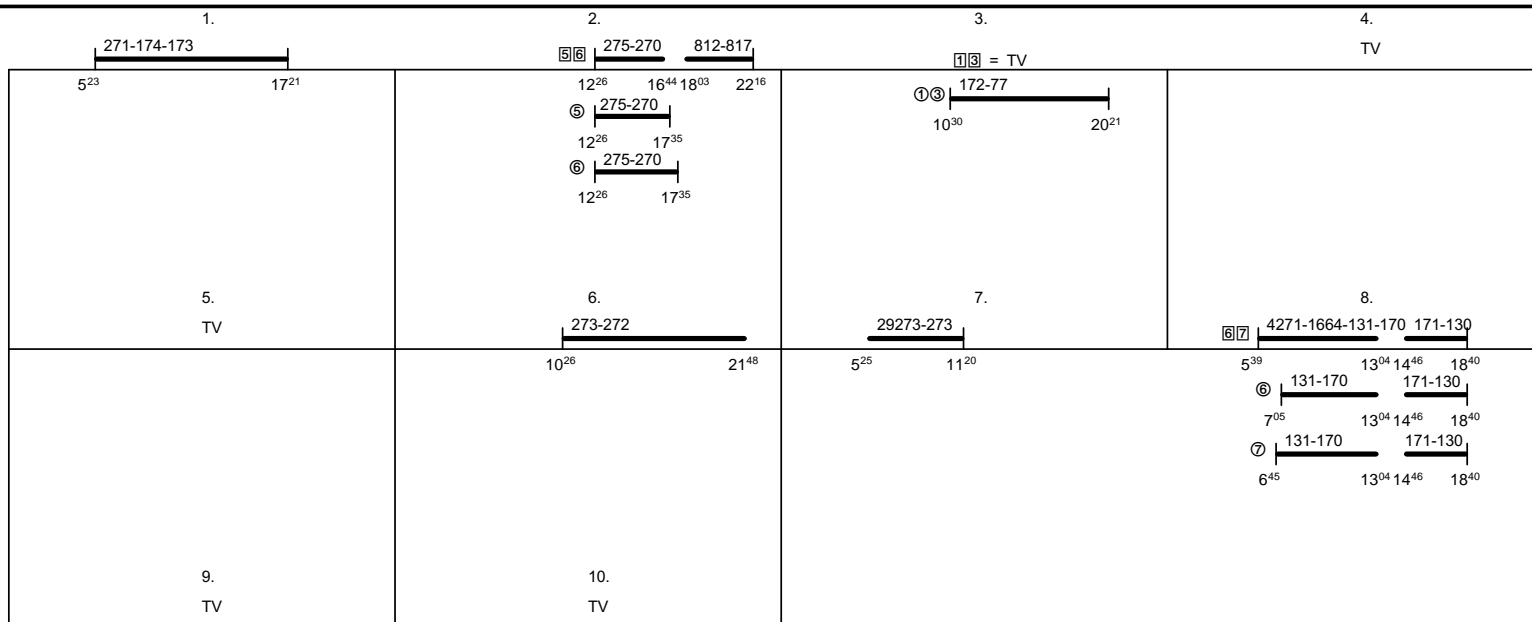 1.
271-174-173
5²³ 17²¹
2.
5 6 275-270 812-817
12²⁶ 16⁴⁴ 18⁰³ 22¹⁶
⑤ 275-270
12²⁶ 17³⁵
⑥ 275-270
12²⁶ 17³⁵
3.
1 3 = TV
①③ 172-77
10³⁰ 20²¹
4.
TV
5.
TV
6.
273-272
10²⁶ 21⁴⁸
7.
29273-273
5²⁵ 11²⁰
8.
6 7 4271-1664-131-170 171-130
5³⁹ 13⁰⁴ 14⁴⁶ 18⁴⁰
⑥ 131-170 171-130
7⁰⁵ 13⁰⁴ 14⁴⁶ 18⁴⁰
⑦ 131-170 171-130
6⁴⁵ 13⁰⁴ 14⁴⁶ 18⁴⁰
9.
TV
10.
TV